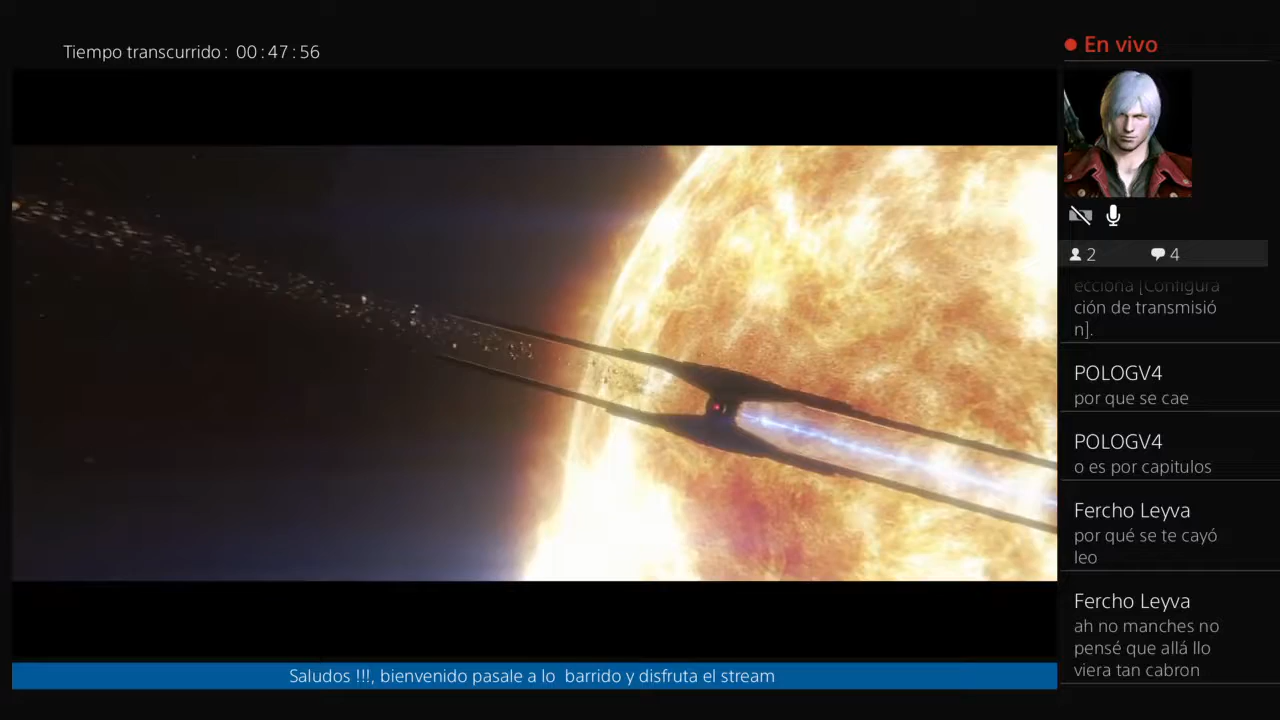 Tiempo transcurrido : 00 : 47 : 56
En vivo
2
4
ecciona [Configura
ción de transmisió
n].
POLOGV4
por que se cae
POLOGV4
o es por capitulos
Fercho Leyva
por qué se te cayó
leo
Fercho Leyva
ah no manches no
pensé que allá llo
viera tan cabron
Saludos !!!, bienvenido pasale a lo barrido y disfruta el stream